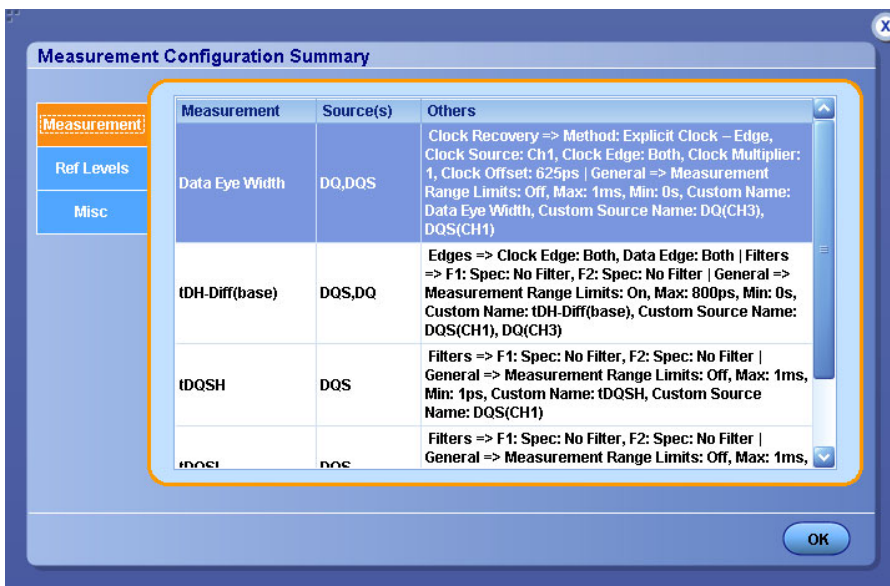 X
Measurement Configuration Summary
Measurement
Ref Levels
Misc
Measurement Source(s) Others
Data Eye Width DQ,DQS
Clock Recovery => Method: Explicit Clock – Edge,
Clock Source: Ch1, Clock Edge: Both, Clock Multiplier:
1, Clock Offset: 625ps | General => Measurement
Range Limits: Off, Max: 1ms, Min: 0s, Custom Name:
Data Eye Width, Custom Source Name: DQ(CH3),
DQS(CH1)
tDH-Diff(base) DQS,DQ
Edges => Clock Edge: Both, Data Edge: Both | Filters
=> F1: Spec: No Filter, F2: Spec: No Filter | General =>
Measurement Range Limits: On, Max: 800ps, Min: 0s,
Custom Name: tDH-Diff(base), Custom Source Name:
DQS(CH1), DQ(CH3)
tDQSH DQS
Filters => F1: Spec: No Filter, F2: Spec: No Filter |
General => Measurement Range Limits: Off, Max: 1ms,
Min: 1ps, Custom Name: tDQSH, Custom Source
Name: DQS(CH1)
tDQSL DQS
Filters => F1: Spec: No Filter, F2: Spec: No Filter |
General => Measurement Range Limits: Off, Max: 1ms,
OK